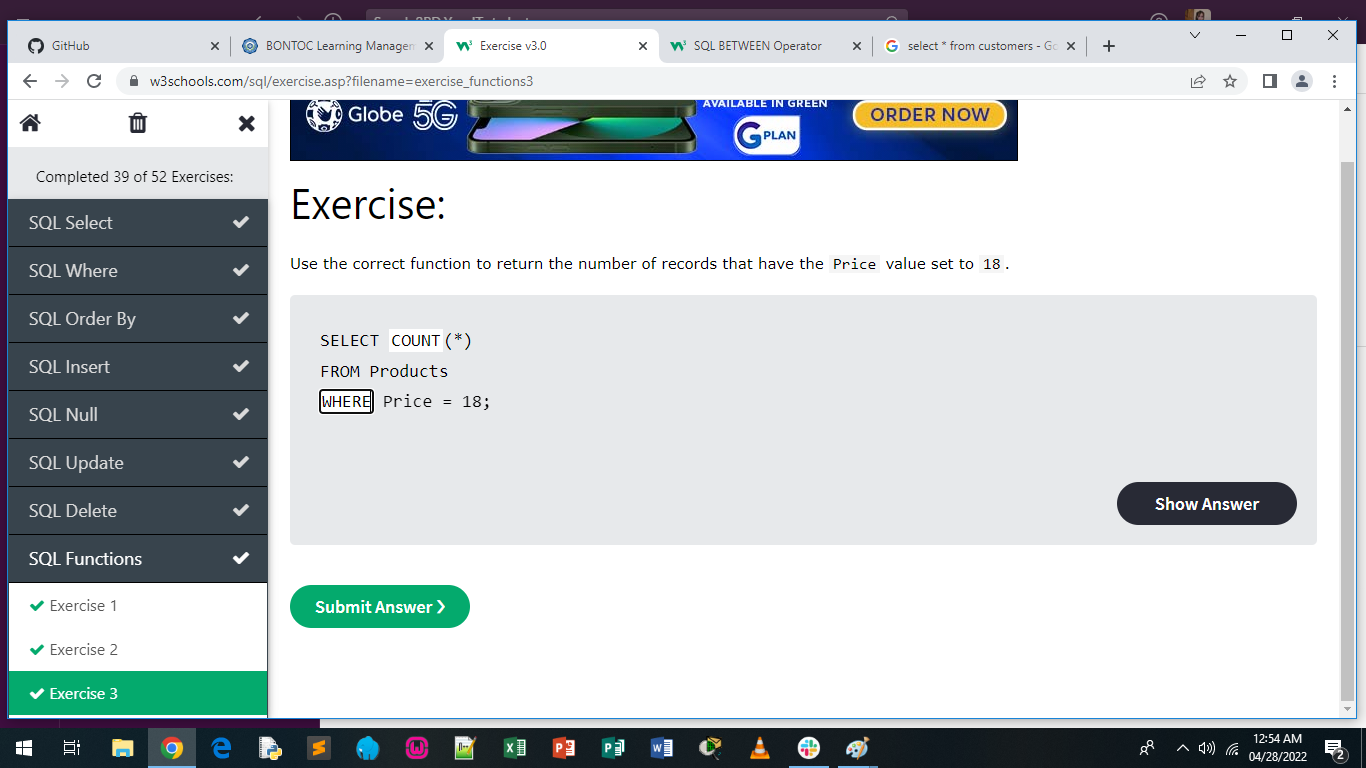 GitHub
BONTOC Learning Managem
Exercise v3.0
SQL BETWEEN Operator
select * from customers - Go
w3schools.com/sql/exercise.asp?filename=exercise_functions3
Globe 5G
AVAILABLE IN GREEN
GPLAN
ORDER NOW
Completed 39 of 52 Exercises:
SQL Select
SQL Where
SQL Order By
SQL Insert
SQL Null
SQL Update
SQL Delete
SQL Functions
Exercise 1
Exercise 2
Exercise 3
Exercise:
Use the correct function to return the number of records that have the Price value set to 18.
SELECT COUNT(*)
FROM Products
WHERE Price = 18;
Show Answer
Submit Answer ❯
12:54 AM
04/28/2022
2